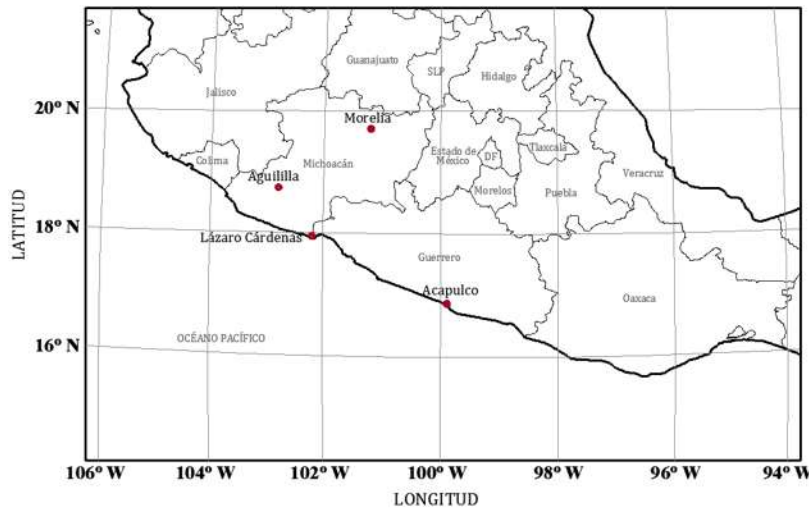 Guanajuato
SLP
Hidalgo
Jalisco
20º N
Morelia
Estado de
México
DF
Tlaxcala
Colima
Michoacán
Veracruz
Aguililla
Morelos
Puebla
LATITUD
18º N
Lázaro Cárdenas
Guerrero
Acapulco
Oaxaca
OCÉANO PACÍFICO
16º N
106º W
104º W
102º W
100º W
98º W
96º W
94º W
LONGITUD